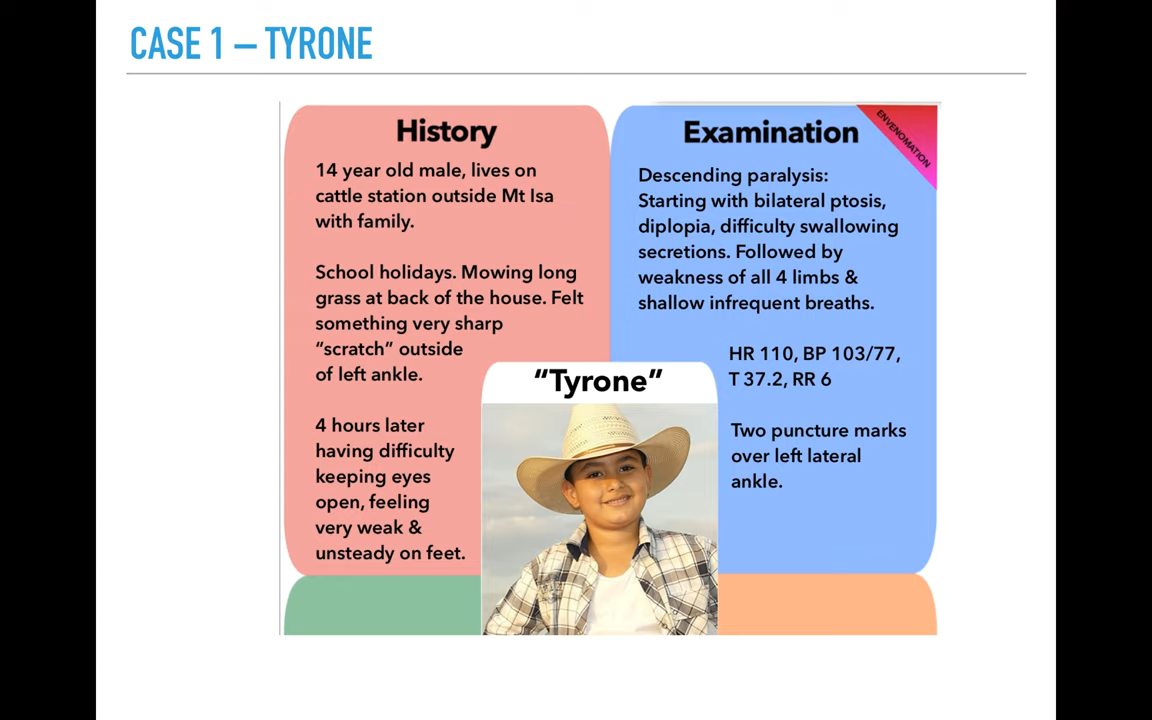 CASE 1 – TYRONE
History
14 year old male, lives on
cattle station outside Mt Isa
with family.
School holidays. Mowing long
grass at back of the house. Felt
something very sharp
“scratch” outside
of left ankle.
4 hours later
having difficulty
keeping eyes
open, feeling
very weak &
unsteady on feet.
Examination
ENVENOMATION
Descending paralysis:
Starting with bilateral ptosis,
diplopia, difficulty swallowing
secretions. Followed by
weakness of all 4 limbs &
shallow infrequent breaths.
HR 110, BP 103/77,
T 37.2, RR 6
Two puncture marks
over left lateral
ankle.
“Tyrone”